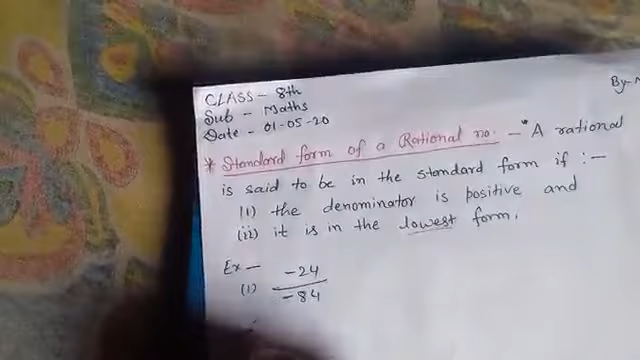 CLASS - 8th
By-
Sub - Maths
Date - 01-05-20
* Standard form of a Rational no. - "A rational
is said to be in the standard form if :-
(i) the denominator is positive and
(ii) it is in the lowest form.
Ex -
(i) -24
-84